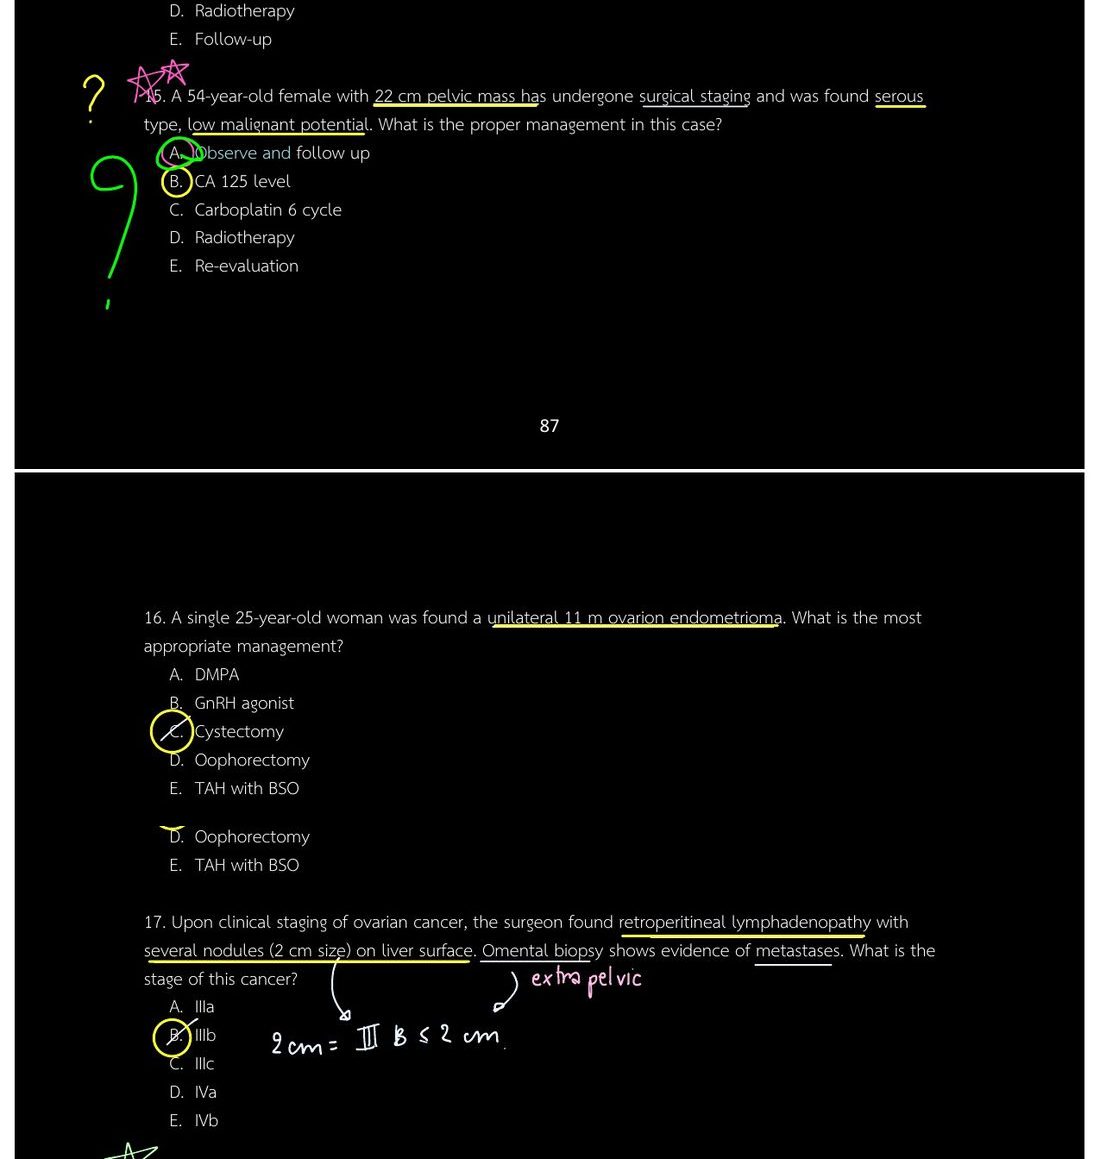 D. Radiotherapy
E. Follow-up
?
15. A 54-year-old female with 22 cm pelvic mass has undergone surgical staging and was found serous
type, low malignant potential. What is the proper management in this case?
A. Observe and follow up
B. CA 125 level
C. Carboplatin 6 cycle
D. Radiotherapy
E. Re-evaluation
?
87
16. A single 25-year-old woman was found a unilateral 11 m ovarion endometrioma. What is the most
appropriate management?
A. DMPA
B. GnRH agonist
C. Cystectomy
D. Oophorectomy
E. TAH with BSO
D. Oophorectomy
E. TAH with BSO
17. Upon clinical staging of ovarian cancer, the surgeon found retroperitineal lymphadenopathy with
several nodules (2 cm size) on liver surface. Omental biopsy shows evidence of metastases. What is the
stage of this cancer?
extra pelvic
A. IIIa
B. IIIb
2 cm = III B ≤ 2 cm.
C. IIIc
D. IVa
E. IVb